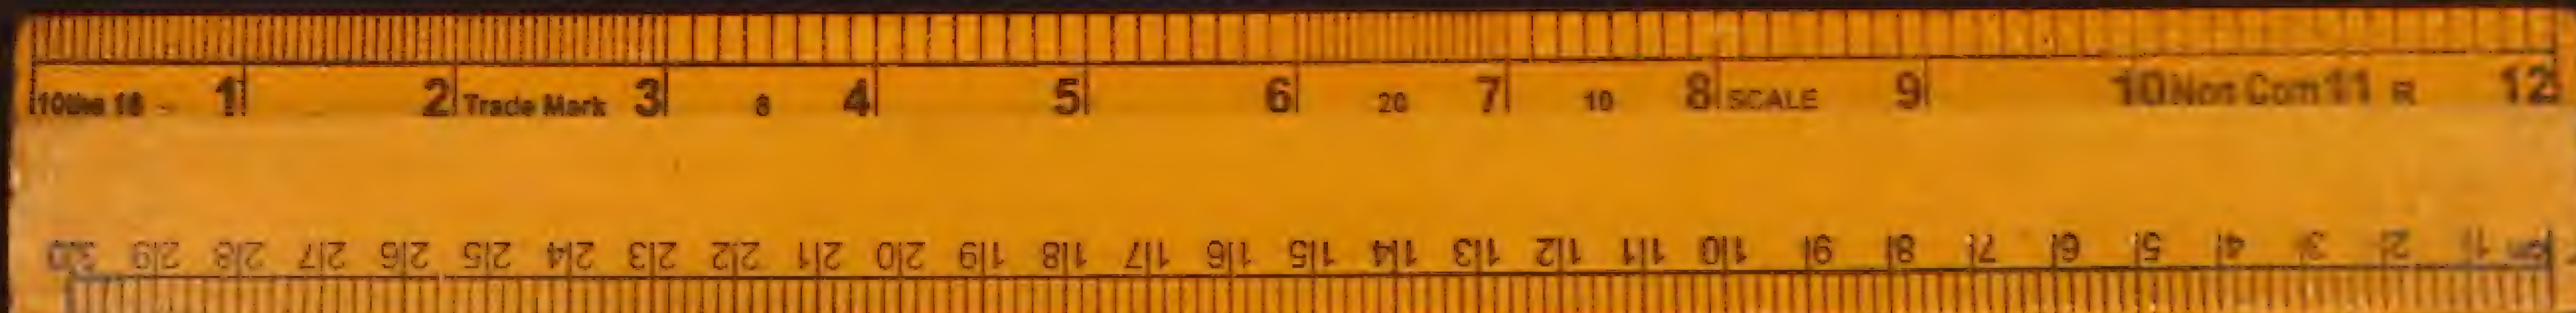 10ths 16 1 2 Trade Mark 3 8 4 5 6 20 7 10 8 SCALE 9 10 Non Com 11 R 12
cm 1 2 3 4 5 6 7 8 9 10 11 12 13 14 15 16 17 18 19 20 21 22 23 24 25 26 27 28 29 30